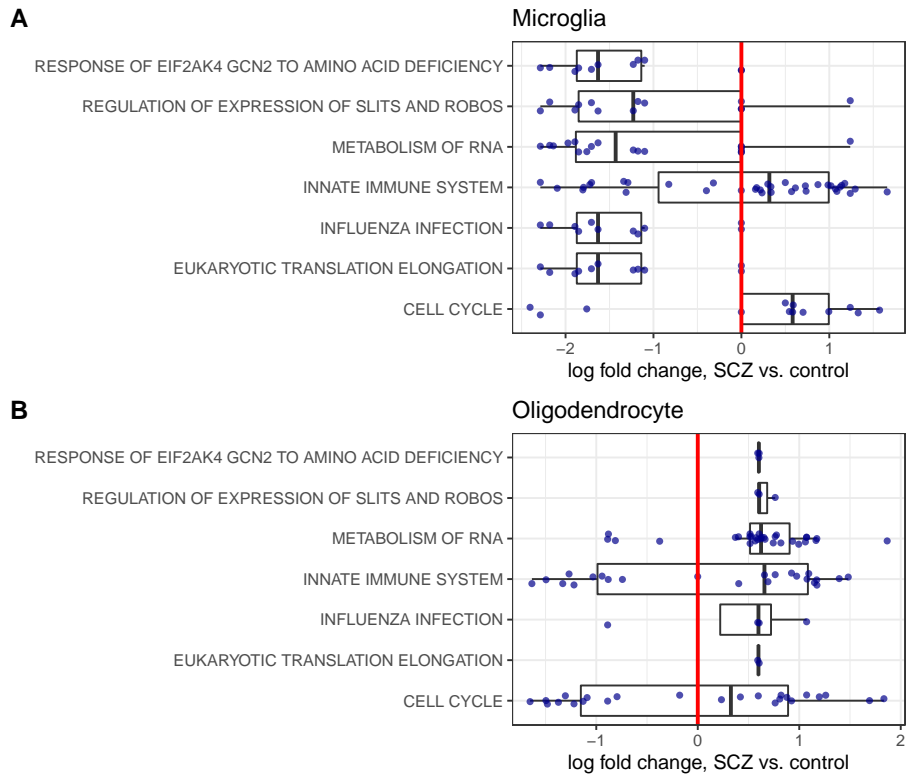 A
Microglia
RESPONSE OF EIF2AK4 GCN2 TO AMINO ACID DEFICIENCY
REGULATION OF EXPRESSION OF SLITS AND ROBOS
METABOLISM OF RNA
INNATE IMMUNE SYSTEM
INFLUENZA INFECTION
EUKARYOTIC TRANSLATION ELONGATION
CELL CYCLE
−2 −1 0 1
log fold change, SCZ vs. control
B
Oligodendrocyte
RESPONSE OF EIF2AK4 GCN2 TO AMINO ACID DEFICIENCY
REGULATION OF EXPRESSION OF SLITS AND ROBOS
METABOLISM OF RNA
INNATE IMMUNE SYSTEM
INFLUENZA INFECTION
EUKARYOTIC TRANSLATION ELONGATION
CELL CYCLE
−1 0 1 2
log fold change, SCZ vs. control